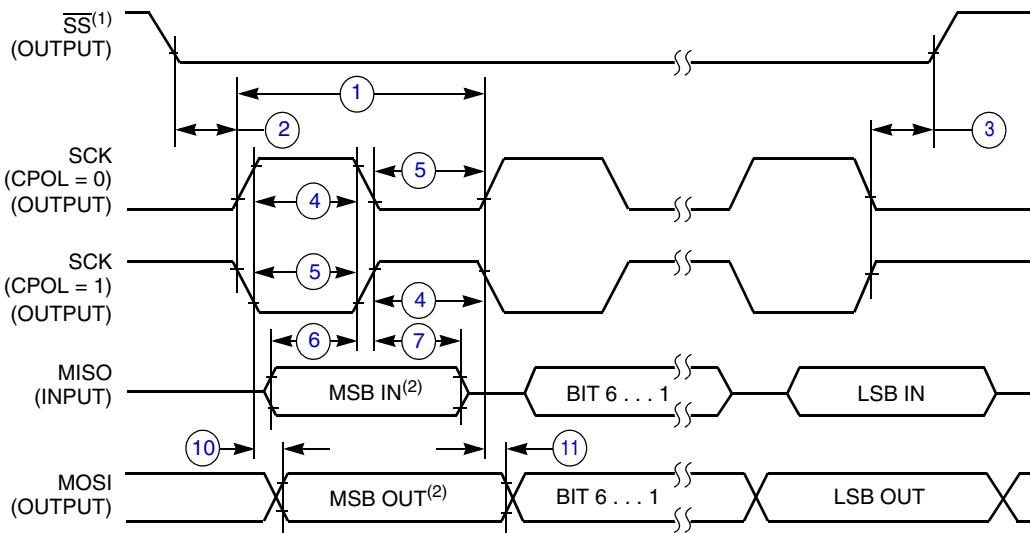 SS(1)
(OUTPUT)
1
2
3
SCK
(CPOL = 0)
(OUTPUT)
5
4
SCK
(CPOL = 1)
(OUTPUT)
5
4
6
7
MISO
(INPUT)
MSB IN(2)
BIT 6 . . . 1
LSB IN
10
11
MOSI
(OUTPUT)
MSB OUT(2)
BIT 6 . . . 1
LSB OUT